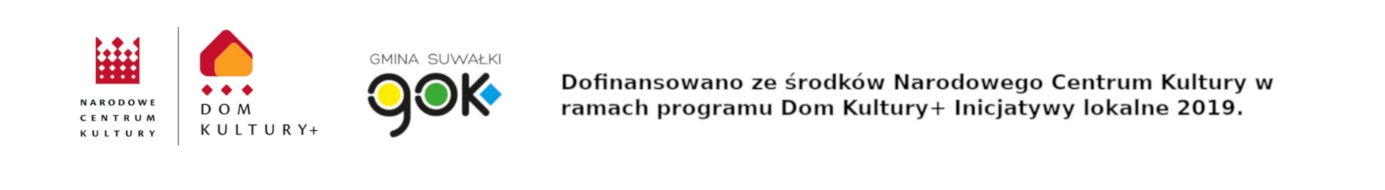 NARODOWE
CENTRUM
KULTURY
DOM
KULTURY+
GMINA SUWAŁKI
gok
Dofinansowano ze środków Narodowego Centrum Kultury w
ramach programu Dom Kultury+ Inicjatywy lokalne 2019.